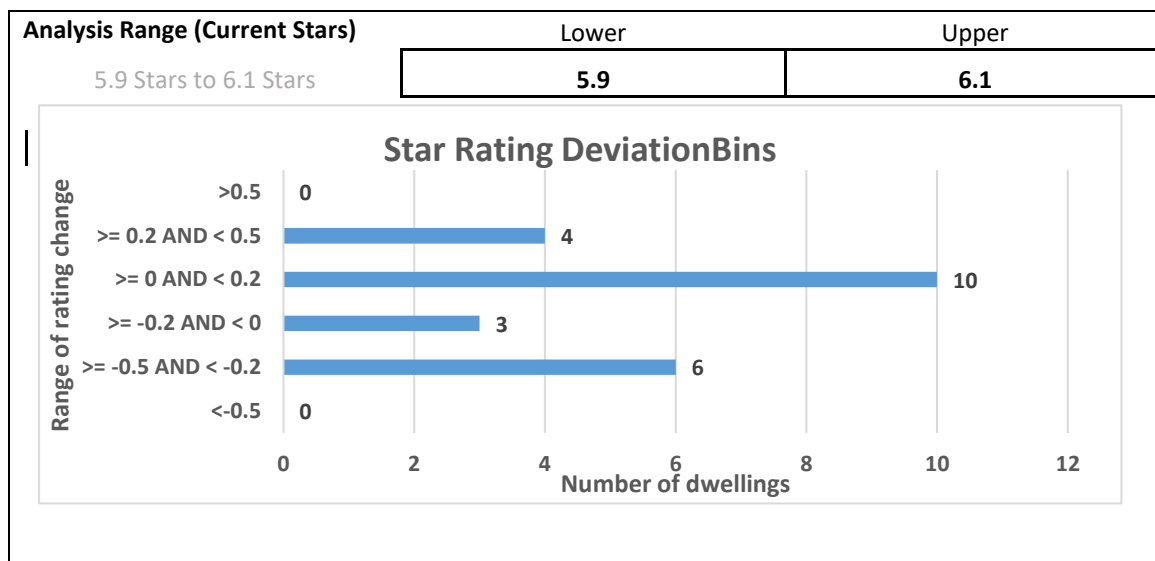 Analysis Range (Current Stars) Lower Upper
5.9 Stars to 6.1 Stars 5.9 6.1
Star Rating DeviationBins
Range of rating change
>0.5 0
>= 0.2 AND < 0.5 4
>= 0 AND < 0.2 10
>= -0.2 AND < 0 3
>= -0.5 AND < -0.2 6
<-0.5 0
0 2 4 6 8 10 12
Number of dwellings